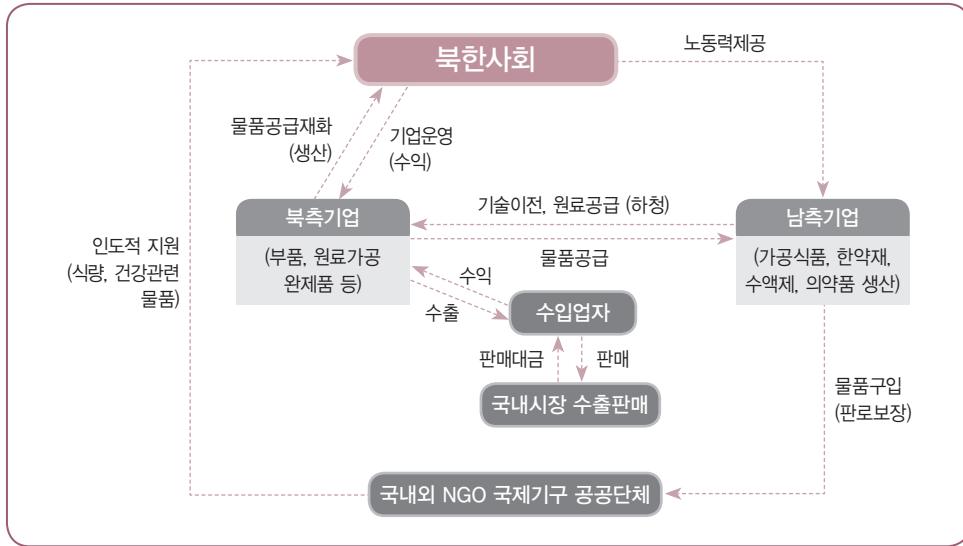 북한사회
노동력제공
물품공급재화
(생산)
기업운영
(수익)
북측기업
(부품, 원료가공
완제품 등)
기술이전, 원료공급 (하청)
물품공급
남측기업
(가공식품, 한약재,
수액제, 의약품 생산)
인도적 지원
(식량, 건강관련
물품)
수익
수출
수입업자
판매대금
판매
국내시장 수출판매
물품구입
(판로보장)
국내외 NGO 국제기구 공공단체